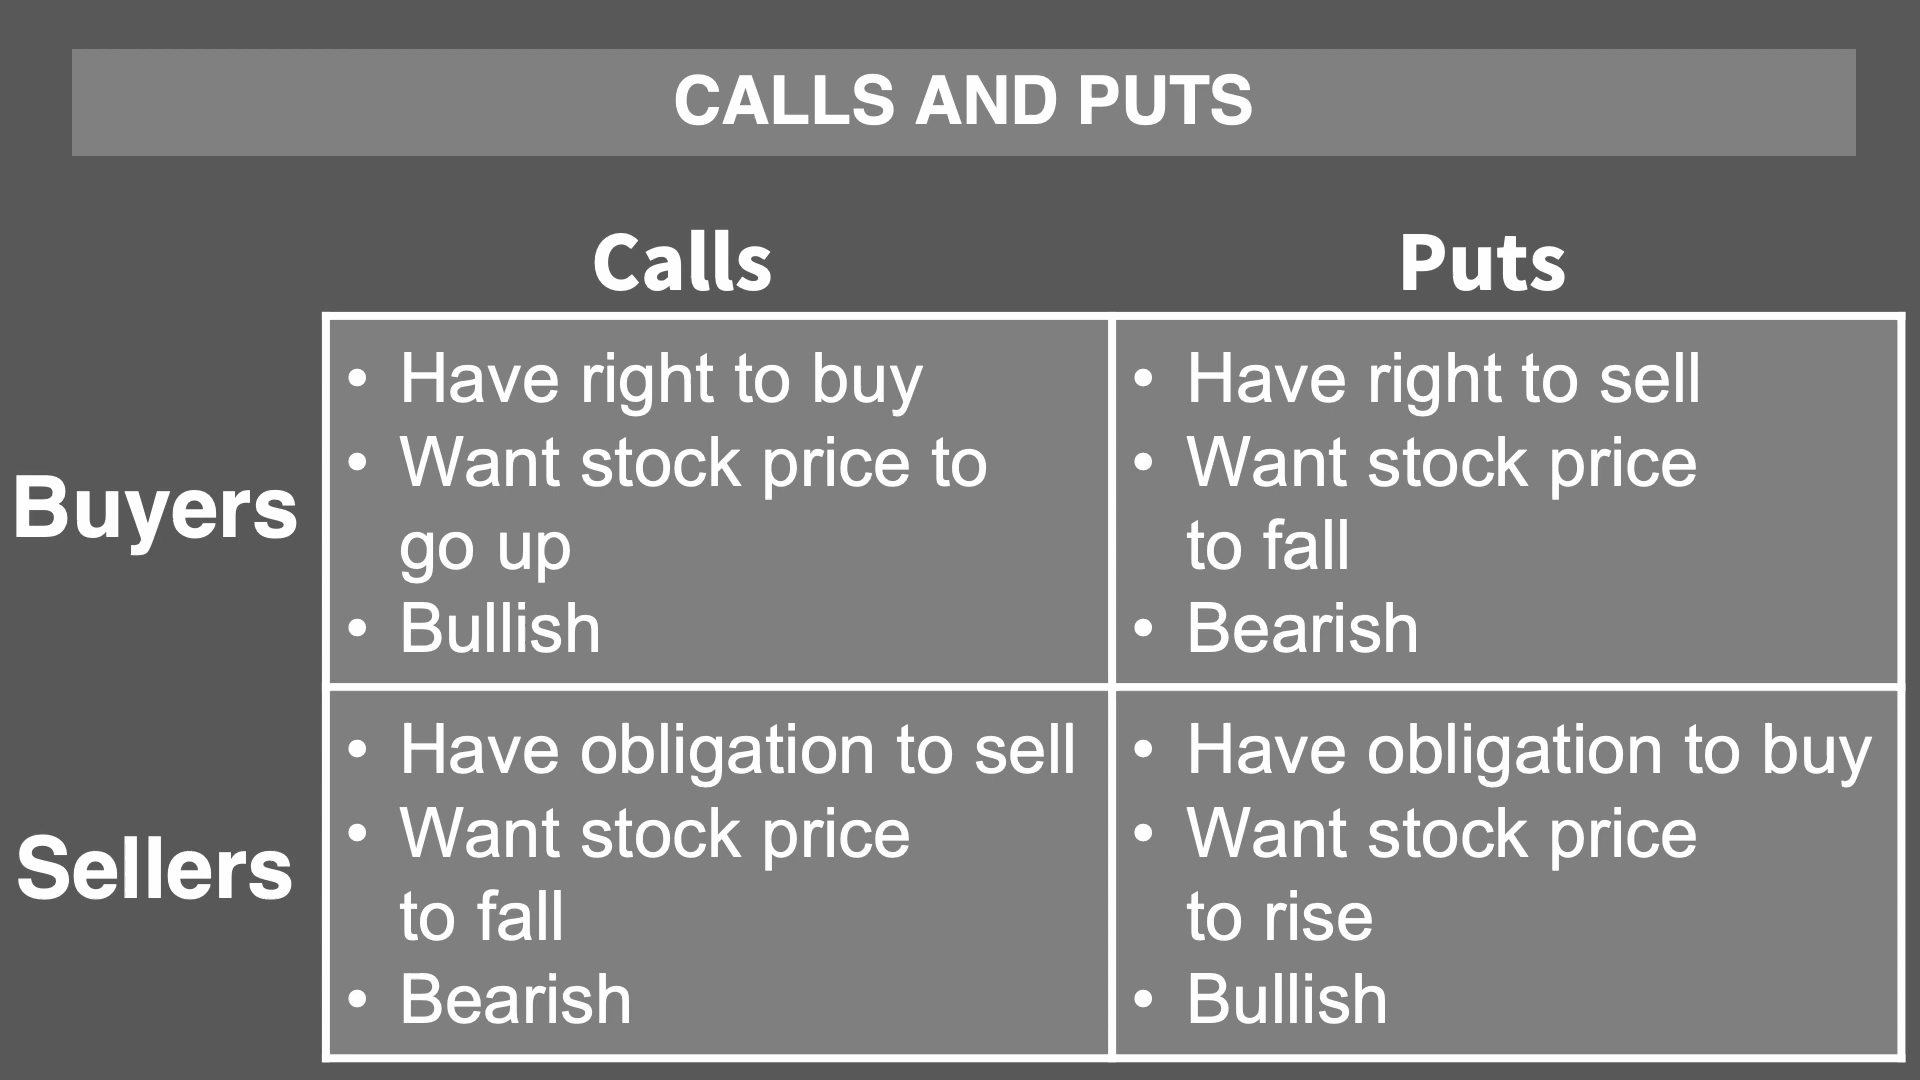 CALLS AND PUTS
Calls
Puts
Buyers
• Have right to buy
• Want stock price to
go up
• Bullish
• Have right to sell
• Want stock price
to fall
• Bearish
Sellers
• Have obligation to sell
• Want stock price
to fall
• Bearish
• Have obligation to buy
• Want stock price
to rise
• Bullish